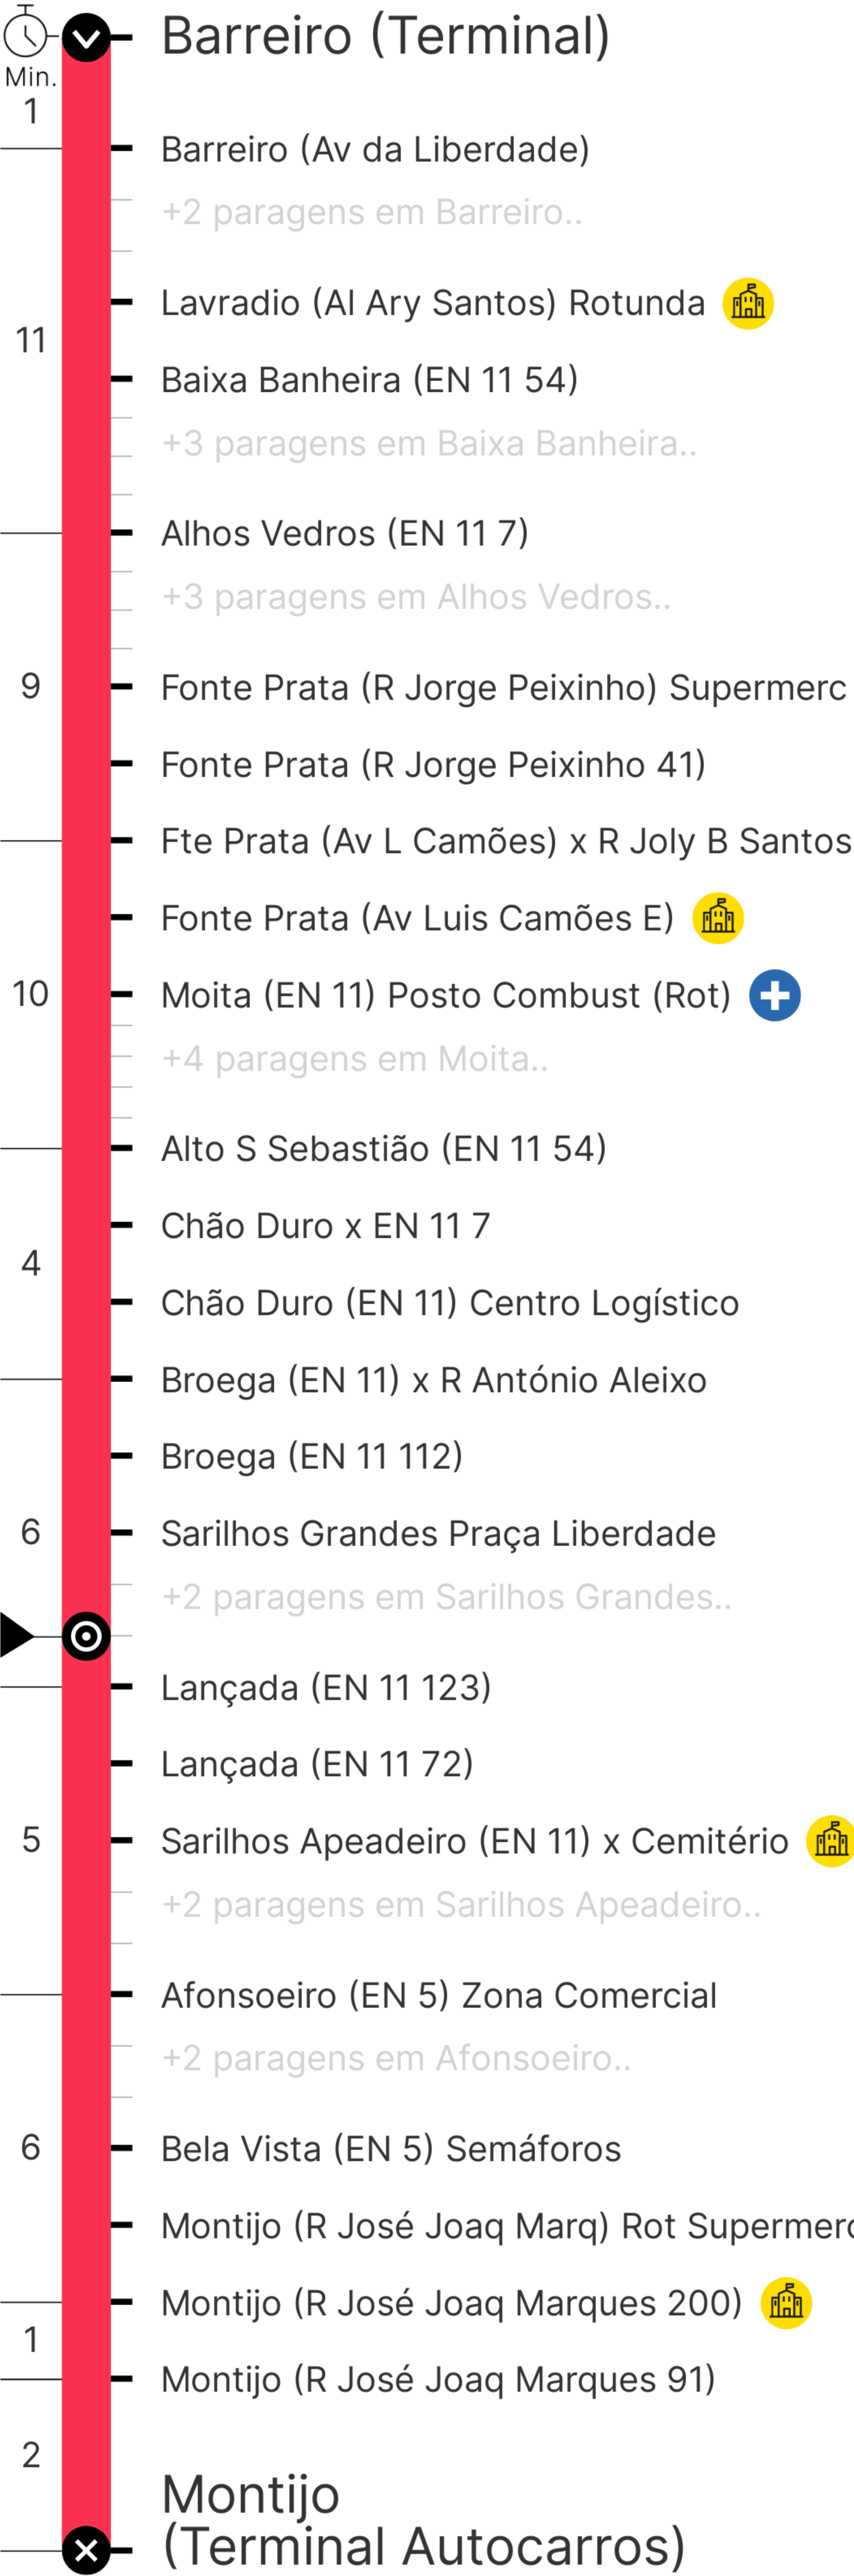 Barreiro (Terminal)
Min.
1
Barreiro (Av da Liberdade)
+2 paragens em Barreiro..
Lavradio (Al Ary Santos) Rotunda
11
Baixa Banheira (EN 11 54)
+3 paragens em Baixa Banheira..
Alhos Vedros (EN 11 7)
+3 paragens em Alhos Vedros..
9
Fonte Prata (R Jorge Peixinho) Supermerc
Fonte Prata (R Jorge Peixinho 41)
Fte Prata (Av L Camões) x R Joly B Santos
Fonte Prata (Av Luis Camões E)
10
Moita (EN 11) Posto Combust (Rot)
+4 paragens em Moita..
Alto S Sebastião (EN 11 54)
Chão Duro x EN 11 7
4
Chão Duro (EN 11) Centro Logístico
Broega (EN 11) x R António Aleixo
Broega (EN 11 112)
6
Sarilhos Grandes Praça Liberdade
+2 paragens em Sarilhos Grandes..
Lançada (EN 11 123)
Lançada (EN 11 72)
5
Sarilhos Apeadeiro (EN 11) x Cemitério
+2 paragens em Sarilhos Apeadeiro..
Afonsoeiro (EN 5) Zona Comercial
+2 paragens em Afonsoeiro..
6
Bela Vista (EN 5) Semáforos
Montijo (R José Joaq Marq) Rot Supermerc
Montijo (R José Joaq Marques 200)
1
Montijo (R José Joaq Marques 91)
2
Montijo
(Terminal Autocarros)